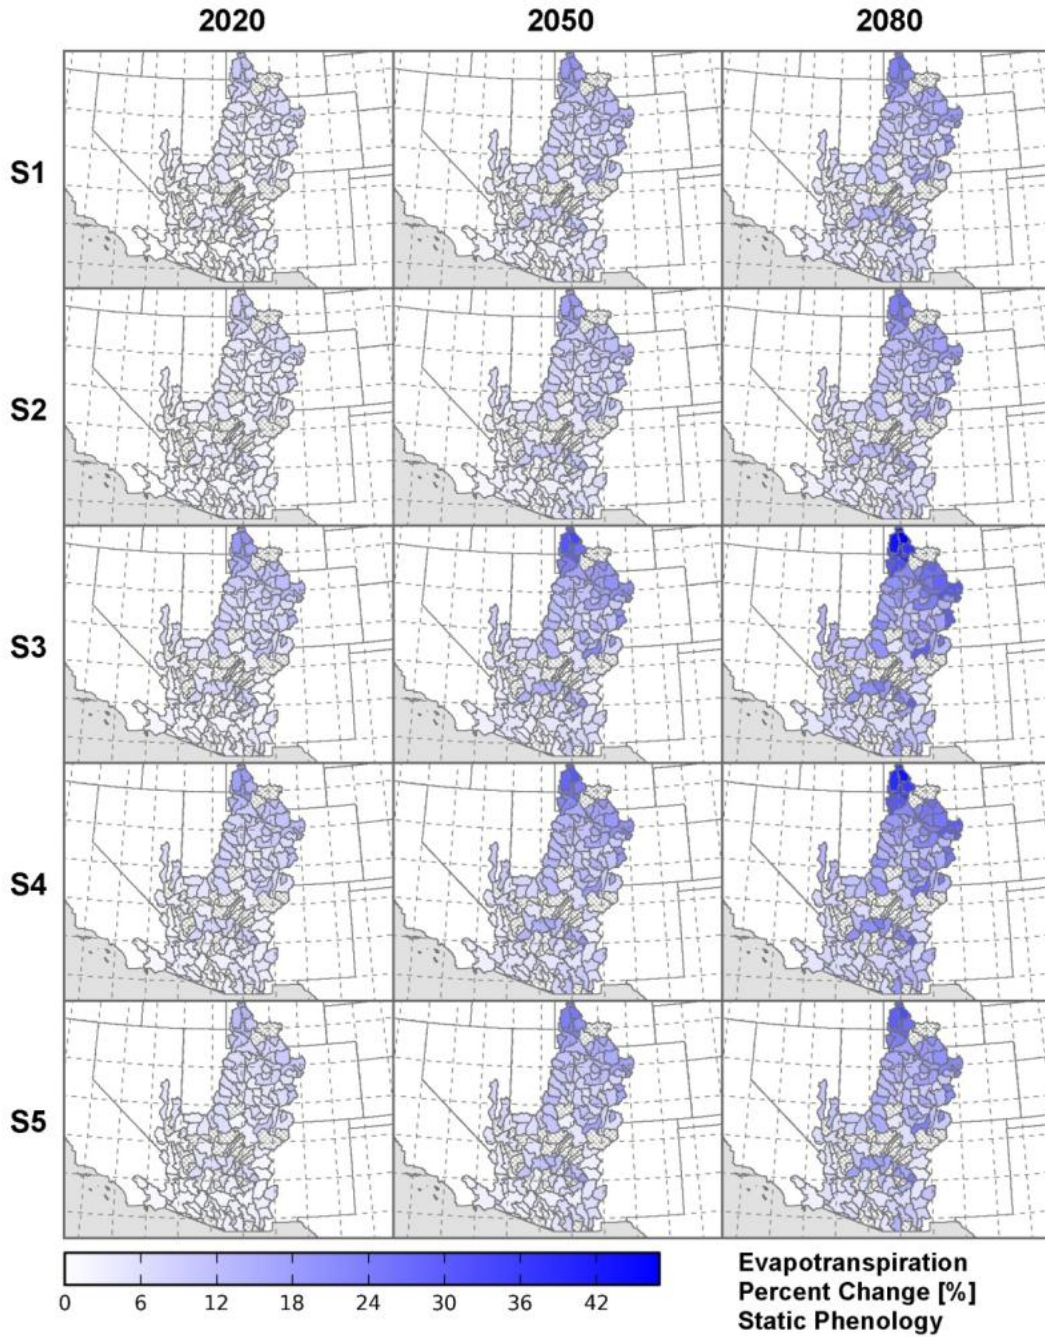 2020 2050 2080
S1
S2
S3
S4
S5
0 6 12 18 24 30 36 42
Evapotranspiration
Percent Change [%]
Static Phenology